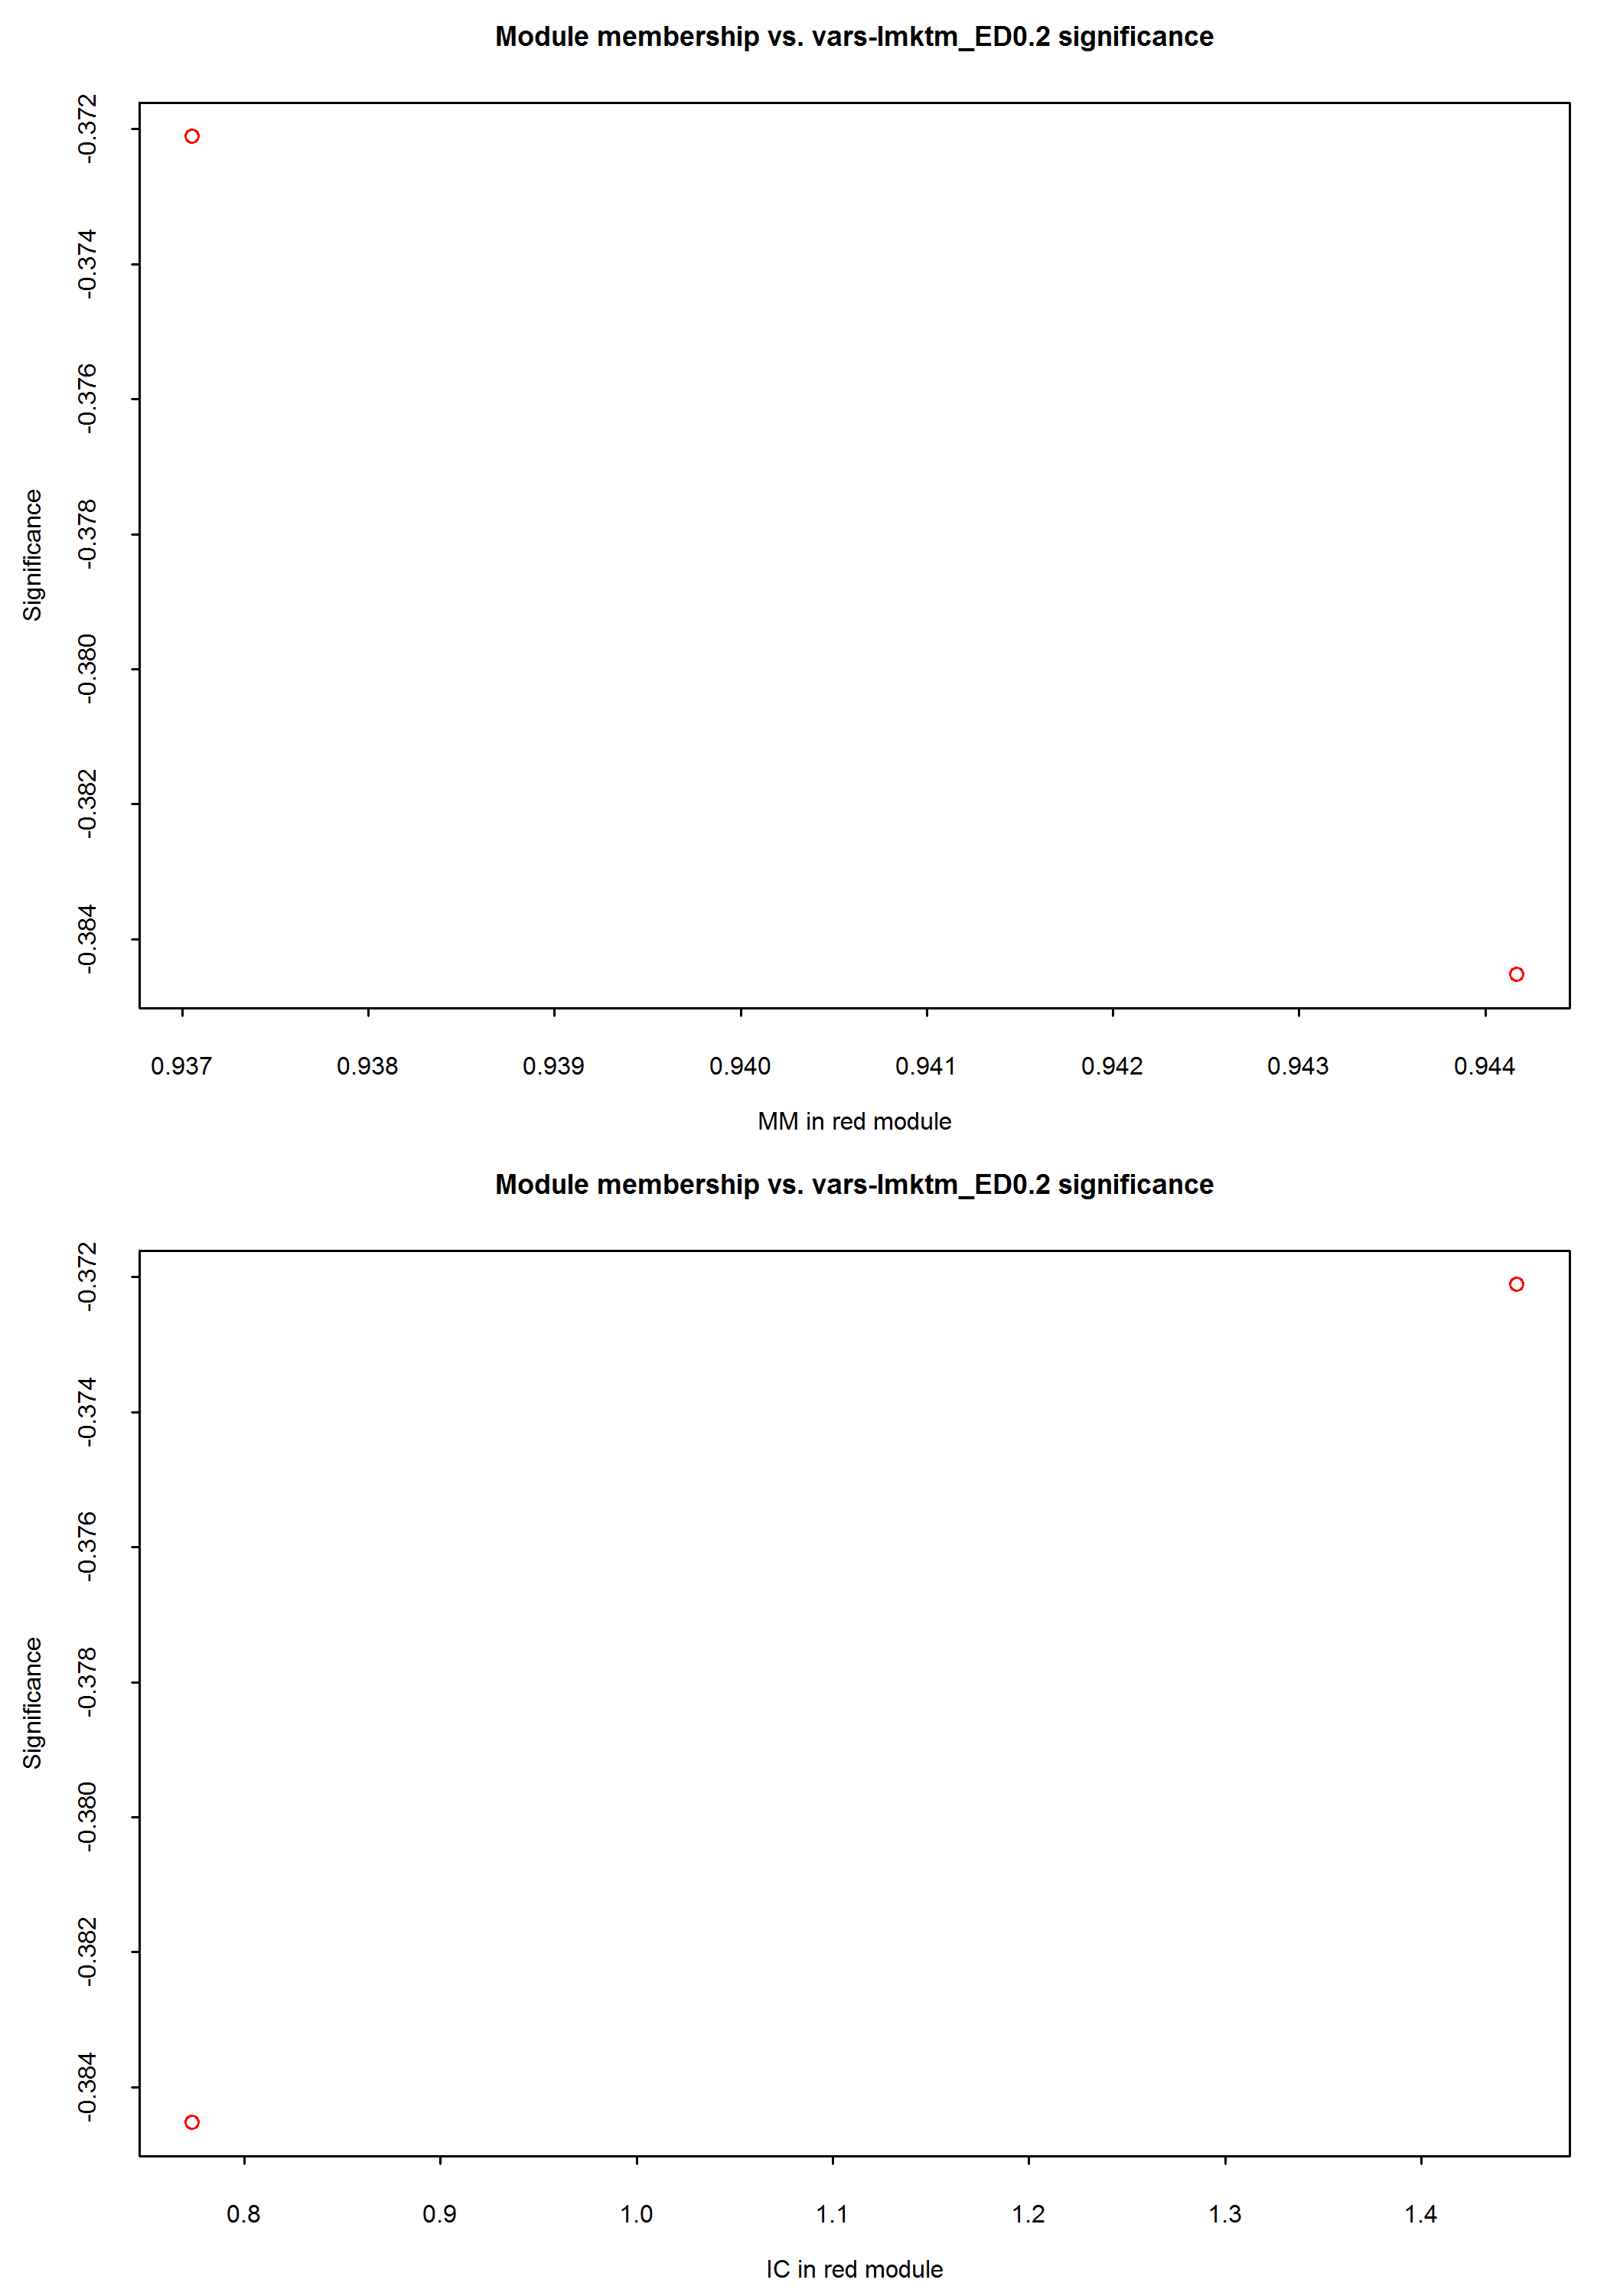 Module membership vs. vars-lmktm_ED0.2 significance
Significance
-0.372
-0.374
-0.376
-0.378
-0.380
-0.382
-0.384
0.937 0.938 0.939 0.940 0.941 0.942 0.943 0.944
MM in red module
Module membership vs. vars-lmktm_ED0.2 significance
Significance
-0.372
-0.374
-0.376
-0.378
-0.380
-0.382
-0.384
0.8 0.9 1.0 1.1 1.2 1.3 1.4
IC in red module